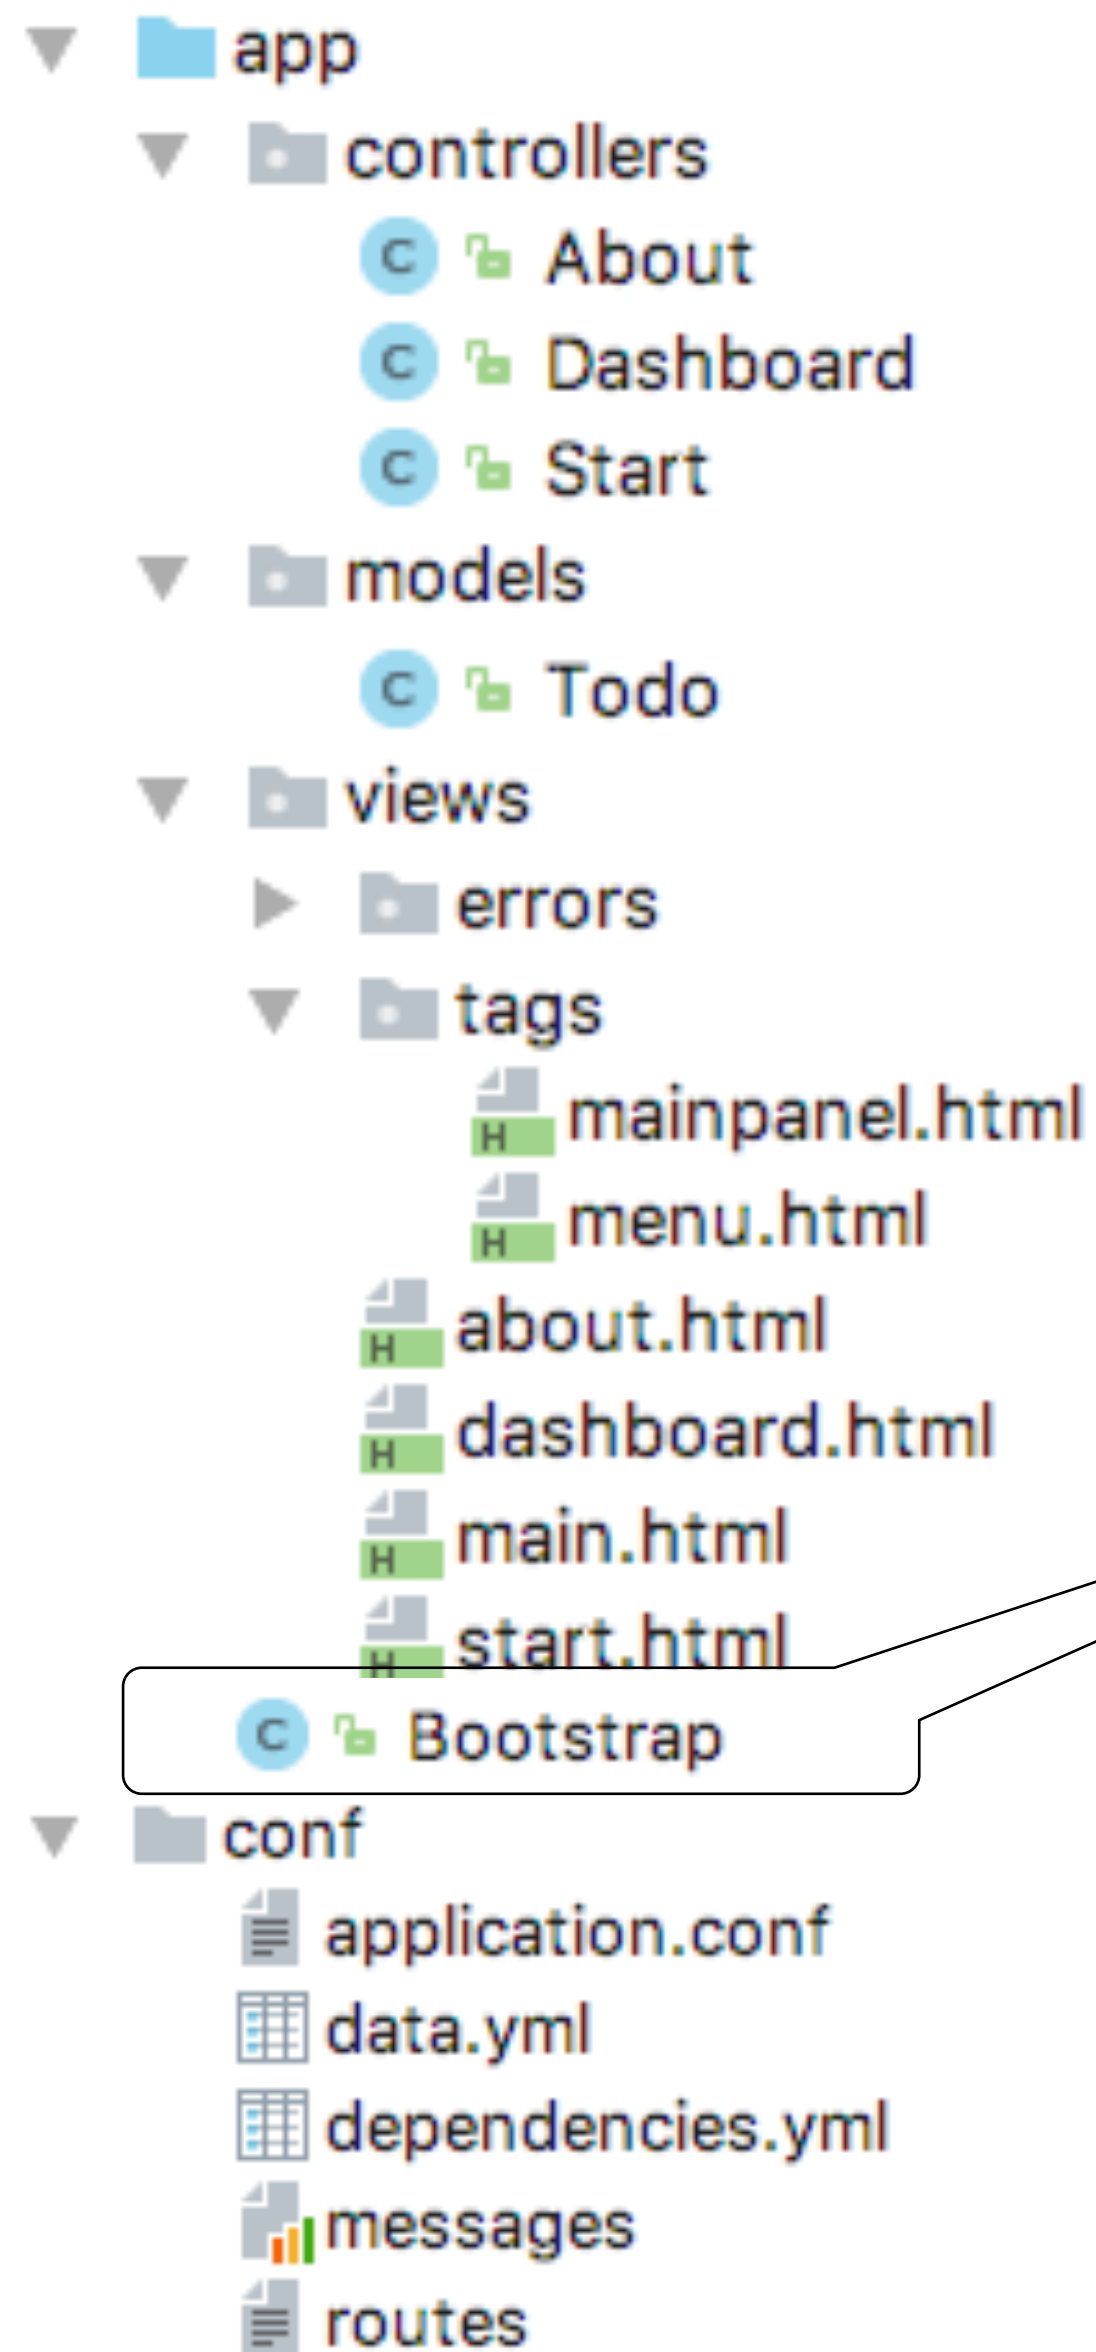 app
controllers
C About
C Dashboard
C Start
models
C Todo
views
errors
tags
H mainpanel.html
H menu.html
H about.html
H dashboard.html
H main.html
H start.html
C Bootstrap
conf
application.conf
data.yml
dependencies.yml
messages
routes